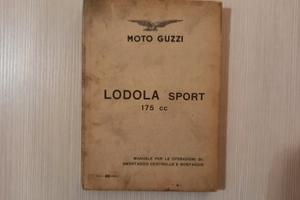 MOTO GUZZI
LODOLA SPORT
175 cc
MANUALE PER LE OPERAZIONI DI
SMONTAGGIO CONTROLLO E MONTAGGIO